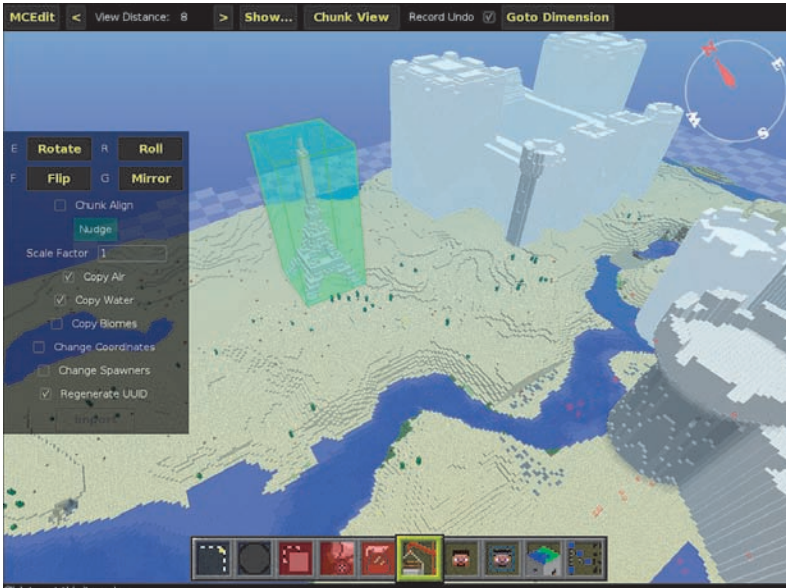 MCEdit < View Distance: 8 > Show... Chunk View Record Undo Goto Dimension
E Rotate R Roll
F Flip G Mirror
Chunk Align
Nudge
Scale Factor 1
Copy Air
Copy Water
Copy Biomes
Change Coordinates
Change Spawners
Regenerate UUID
Import
E
S
W